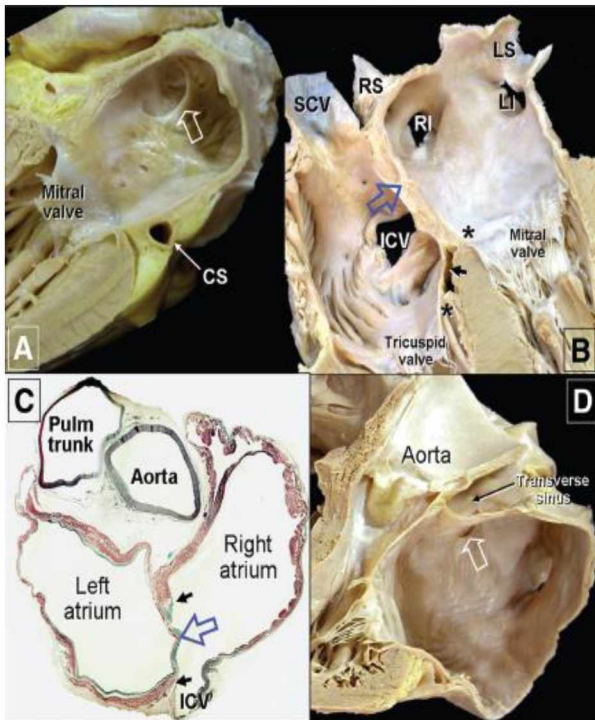 Mitral
valve
CS
A
SCV
RS
LS
RI
LI
ICV
*
*
Mitral
valve
Tricuspid
valve
B
C
Pulm
trunk
Aorta
Right
atrium
Left
atrium
ICV
D
Aorta
Transverse
sinus